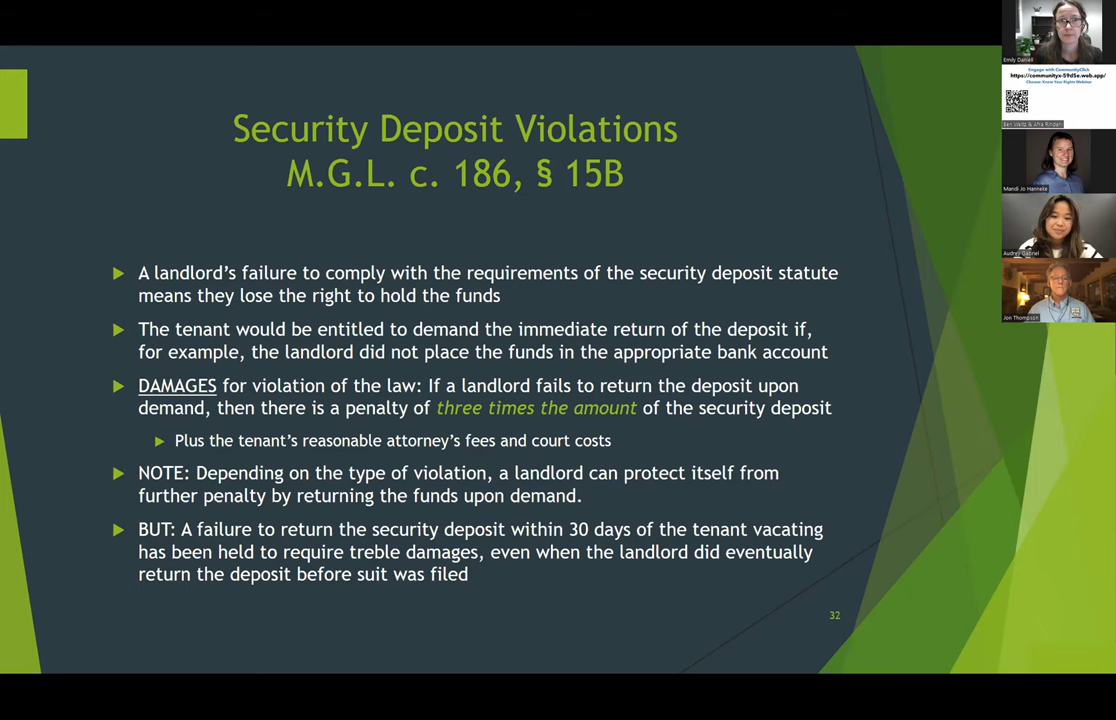 Security Deposit Violations
M.G.L. c. 186, § 15B
A landlord's failure to comply with the requirements of the security deposit statute
means they lose the right to hold the funds
The tenant would be entitled to demand the immediate return of the deposit if,
for example, the landlord did not place the funds in the appropriate bank account
DAMAGES for violation of the law: If a landlord fails to return the deposit upon
demand, then there is a penalty of three times the amount of the security deposit
Plus the tenant's reasonable attorney's fees and court costs
NOTE: Depending on the type of violation, a landlord can protect itself from
further penalty by returning the funds upon demand.
BUT: A failure to return the security deposit within 30 days of the tenant vacating
has been held to require treble damages, even when the landlord did eventually
return the deposit before suit was filed
32
Emily Daniell
Engage with CommunityClick
https://communityx-59d5e.web.app/
Choose: Know Your Rights Webinar
Ben Weltz & Afra Rindani
Mandi Jo Hanneke
Audrey Gabriel
Jon Thompson